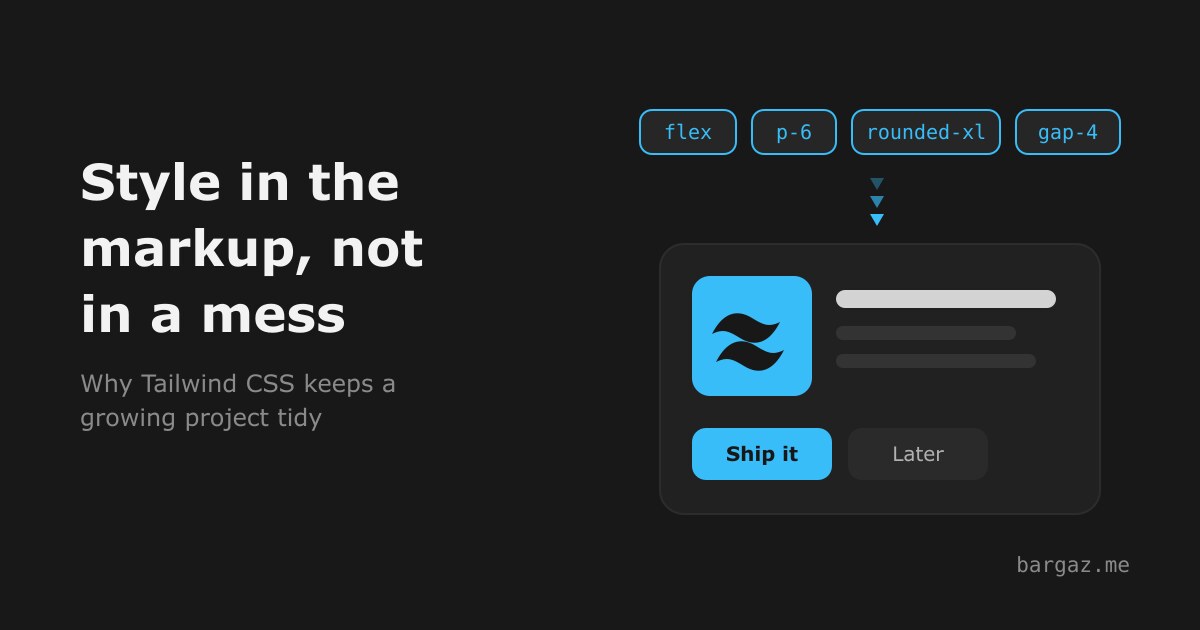 Style in the
markup, not
in a mess
Why Tailwind CSS keeps a
growing project tidy
flex
p-6
rounded-xl
gap-4
Ship it
Later
bargaz.me